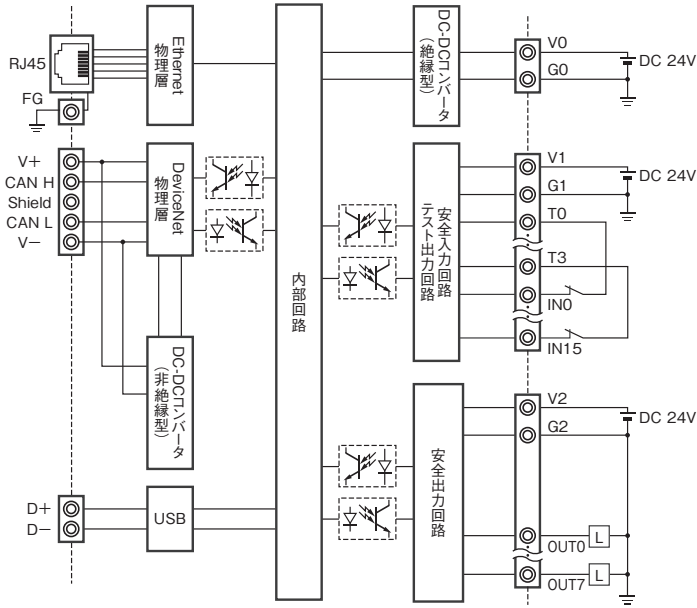 RJ45
FG
Ethernet
物理層
V+
CAN H
Shield
CAN L
V−
DeviceNet
物理層
DC-DCコンバータ
(非絶縁型)
D+
D−
USB
内部回路
DC-DCコンバータ
(絶縁型)
V0
G0
DC 24V
安全入力回路
テスト出力回路
V1
G1
T0
T3
IN0
IN15
DC 24V
安全出力回路
V2
G2
DC 24V
OUT0
L
OUT7
L